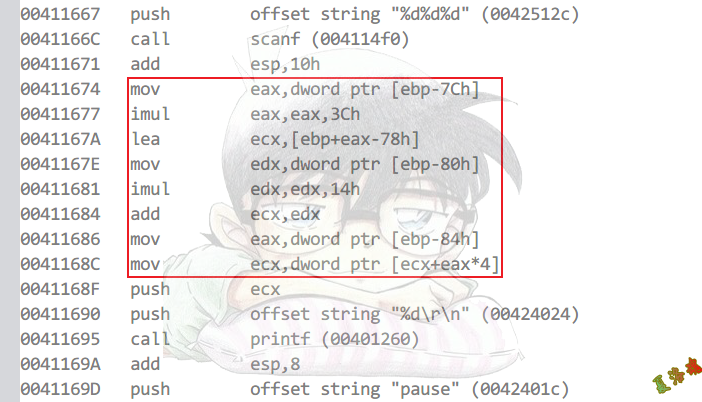 00411667 push offset string "%d%d%d" (0042512c)
0041166C call scanf (004114f0)
00411671 add esp,10h
00411674 mov eax,dword ptr [ebp-7Ch]
00411677 imul eax,eax,3Ch
0041167A lea ecx,[ebp+eax-78h]
0041167E mov edx,dword ptr [ebp-80h]
00411681 imul edx,edx,14h
00411684 add ecx,edx
00411686 mov eax,dword ptr [ebp-84h]
0041168C mov ecx,dword ptr [ecx+eax*4]
0041168F push ecx
00411690 push offset string "%d\r\n" (00424024)
00411695 call printf (00401260)
0041169A add esp,8
0041169D push offset string "pause" (0042401c)